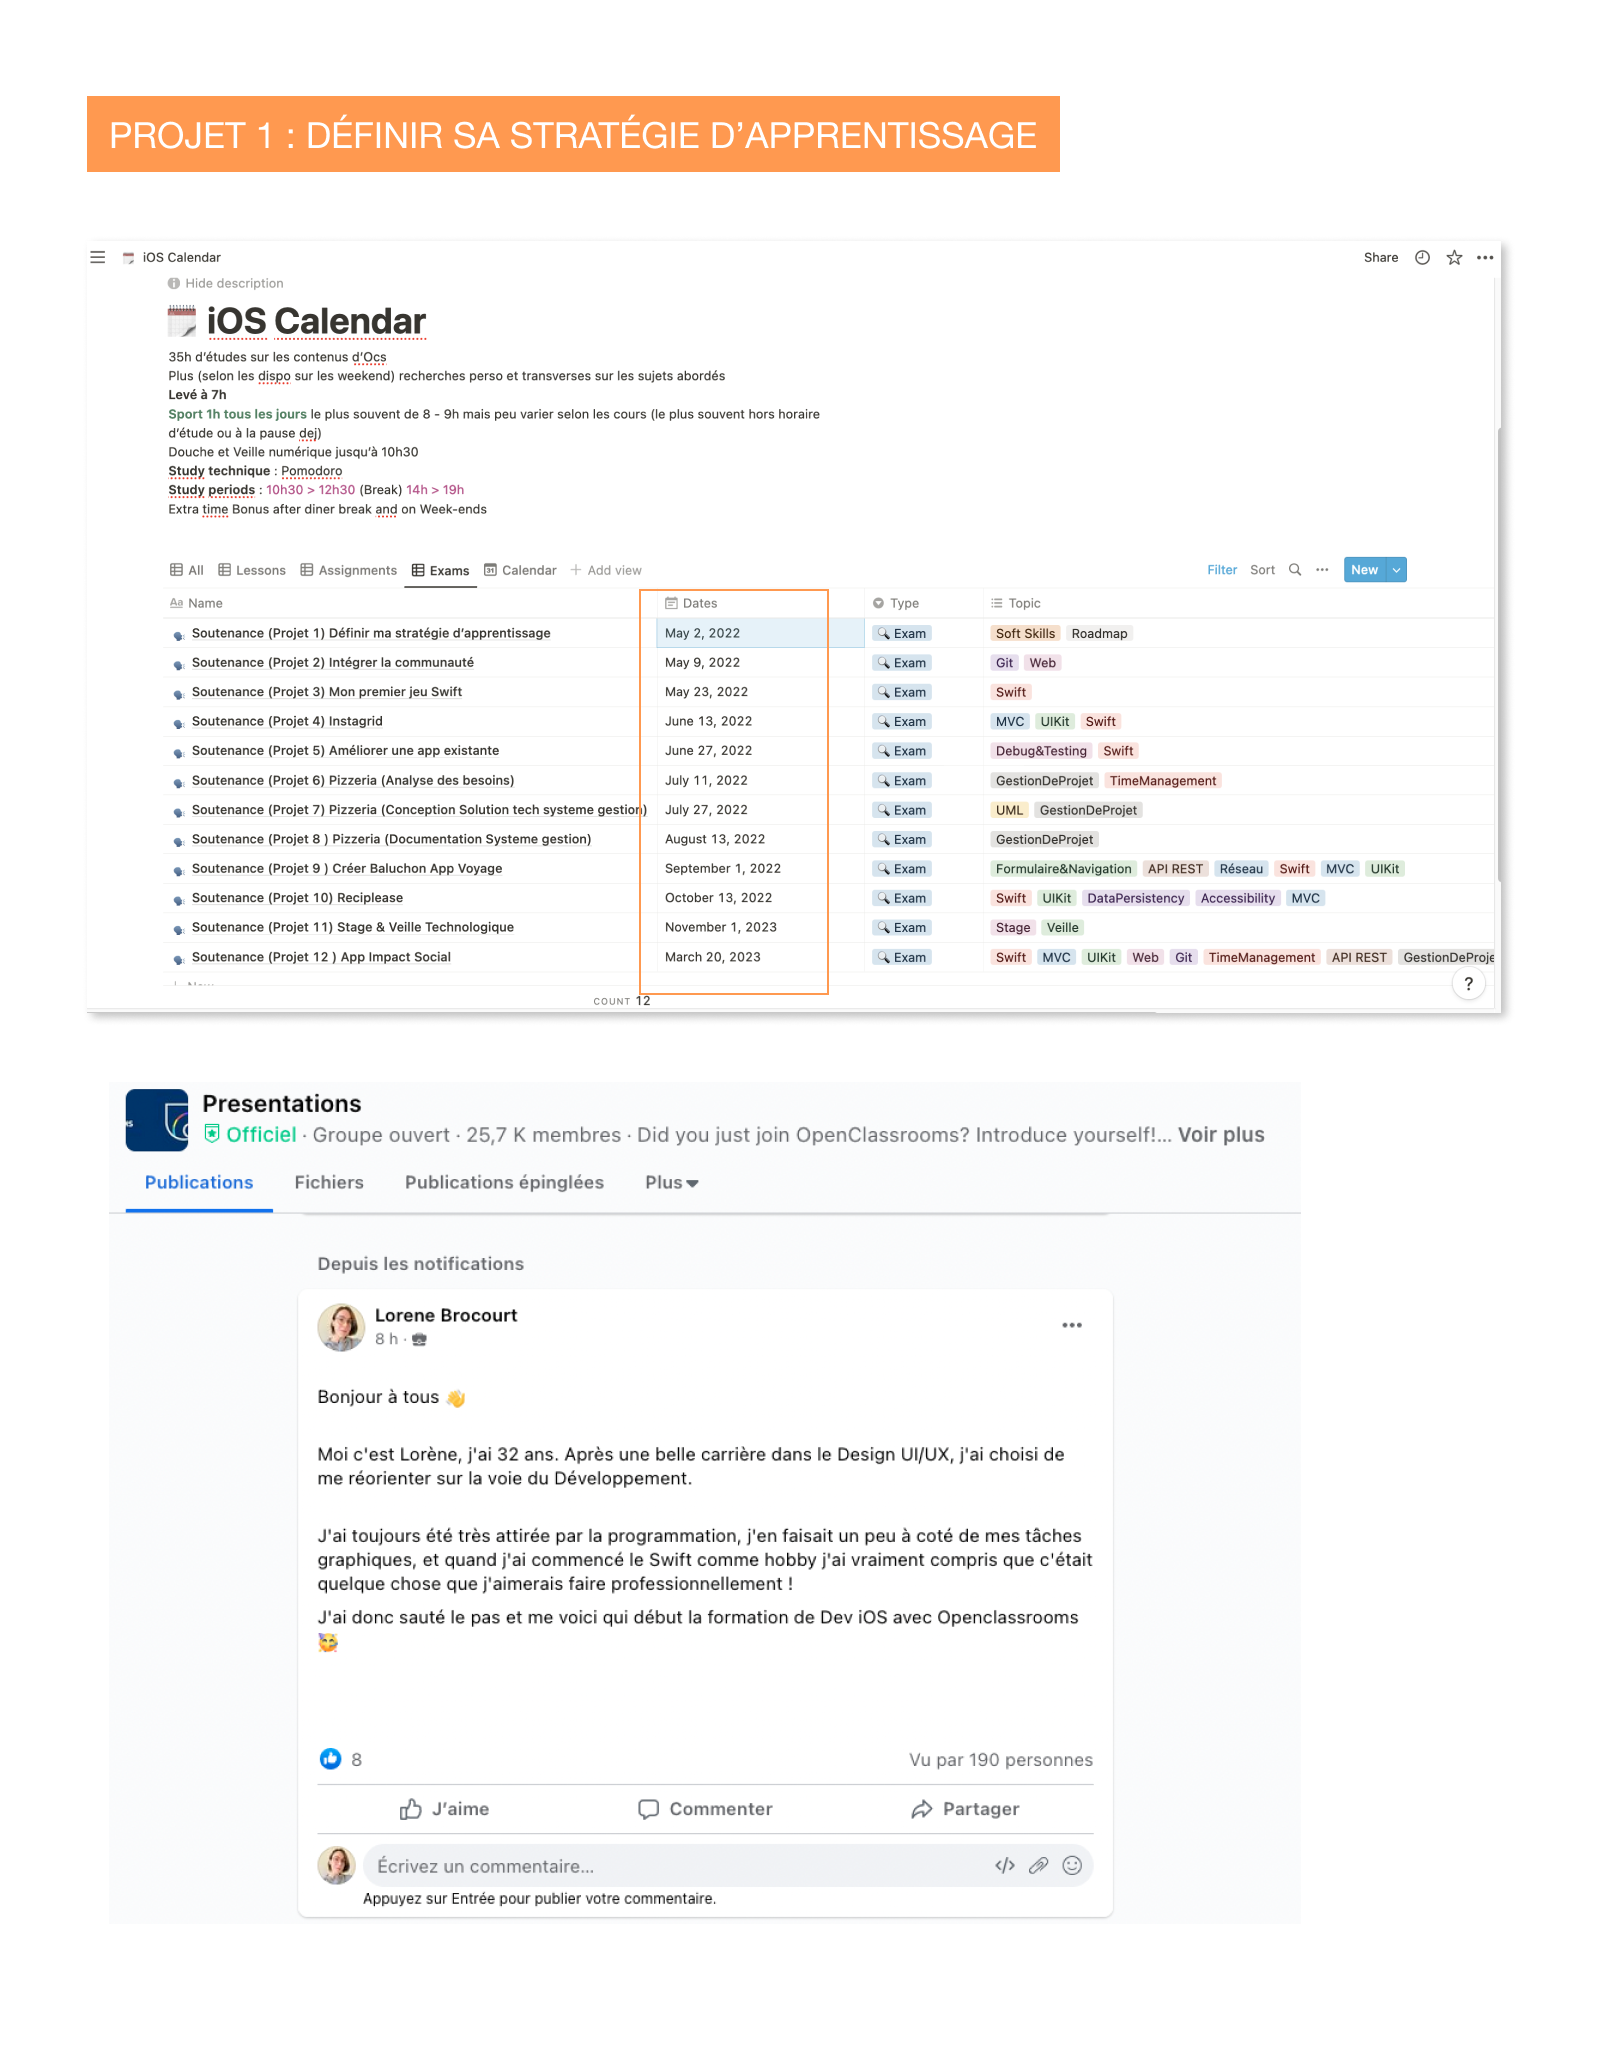 PROJET 1 : DÉFINIR SA STRATÉGIE D’APPRENTISSAGE
iOS Calendar
Share
Hide description
iOS Calendar
35h d’études sur les contenus d’Ocs
Plus (selon les dispo sur les weekend) recherches perso et transverses sur les sujets abordés
Levé à 7h
Sport 1h tous les jours le plus souvent de 8 - 9h mais peu varier selon les cours (le plus souvent hors horaire
d’étude ou à la pause dej)
Douche et Veille numérique jusqu’à 10h30
Study technique : Pomodoro
Study periods : 10h30 > 12h30 (Break) 14h > 19h
Extra time Bonus after diner break and on Week-ends
All Lessons Assignments Exams Calendar + Add view Filter Sort New
Aa Name Dates Type Topic
Soutenance (Projet 1) Définir ma stratégie d’apprentissage May 2, 2022 Exam Soft Skills Roadmap
Soutenance (Projet 2) Intégrer la communauté May 9, 2022 Exam Git Web
Soutenance (Projet 3) Mon premier jeu Swift May 23, 2022 Exam Swift
Soutenance (Projet 4) Instagrid June 13, 2022 Exam MVC UIKit Swift
Soutenance (Projet 5) Améliorer une app existante June 27, 2022 Exam Debug&Testing Swift
Soutenance (Projet 6) Pizzeria (Analyse des besoins) July 11, 2022 Exam GestionDeProjet TimeManagement
Soutenance (Projet 7) Pizzeria (Conception Solution tech systeme gestion) July 27, 2022 Exam UML GestionDeProjet
Soutenance (Projet 8 ) Pizzeria (Documentation Systeme gestion) August 13, 2022 Exam GestionDeProjet
Soutenance (Projet 9 ) Créer Baluchon App Voyage September 1, 2022 Exam Formulaire&Navigation API REST Réseau Swift MVC UIKit
Soutenance (Projet 10) Reciplease October 13, 2022 Exam Swift UIKit DataPersistency Accessibility MVC
Soutenance (Projet 11) Stage & Veille Technologique November 1, 2023 Exam Stage Veille
Soutenance (Projet 12 ) App Impact Social March 20, 2023 Exam Swift MVC UIKit Web Git TimeManagement API REST GestionDeProje
COUNT 12
?
Presentations
Officiel · Groupe ouvert · 25,7 K membres · Did you just join OpenClassrooms? Introduce yourself!... Voir plus
Publications Fichiers Publications épinglées Plus
Depuis les notifications
Lorene Brocourt
8 h ·
Bonjour à tous 👋
Moi c'est Lorène, j'ai 32 ans. Après une belle carrière dans le Design UI/UX, j'ai choisi de
me réorienter sur la voie du Développement.
J'ai toujours été très attirée par la programmation, j'en faisait un peu à coté de mes tâches
graphiques, et quand j'ai commencé le Swift comme hobby j'ai vraiment compris que c'était
quelque chose que j'aimerais faire professionnellement !
J'ai donc sauté le pas et me voici qui début la formation de Dev iOS avec Openclassrooms
🥳
8 Vu par 190 personnes
J'aime Commenter Partager
Écrivez un commentaire...
Appuyez sur Entrée pour publier votre commentaire.